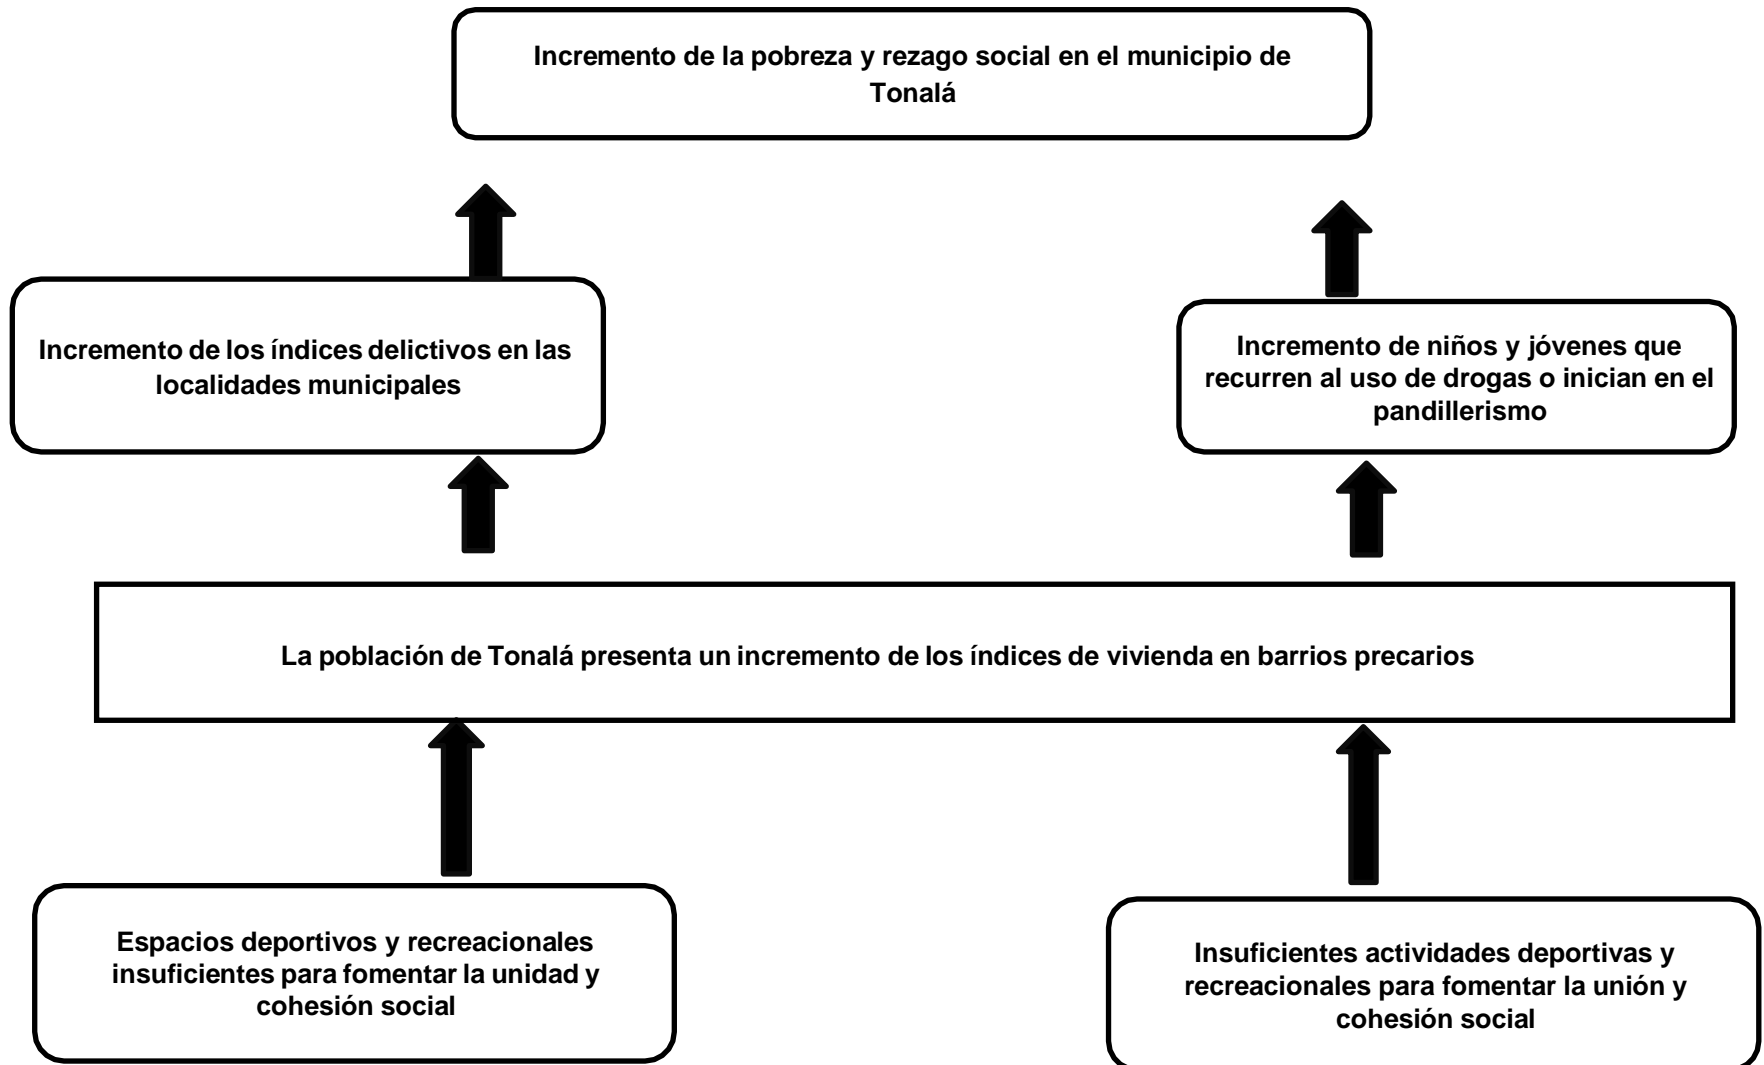 Incremento de la pobreza y rezago social en el municipio de
Tonalá
Incremento de los índices delictivos en las
localidades municipales
Incremento de niños y jóvenes que
recurren al uso de drogas o inician en el
pandillerismo
La población de Tonalá presenta un incremento de los índices de vivienda en barrios precarios
Espacios deportivos y recreacionales
insuficientes para fomentar la unidad y
cohesión social
Insuficientes actividades deportivas y
recreacionales para fomentar la unión y
cohesión social